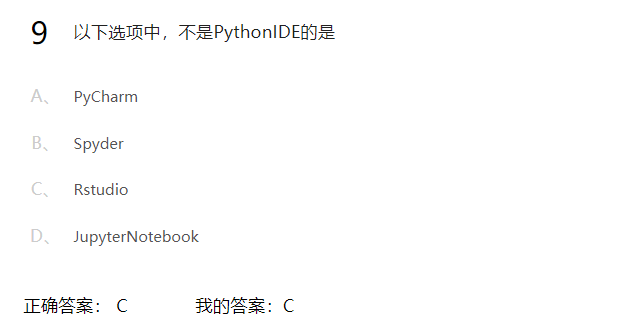 9 以下选项中，不是PythonIDE的是
A、 PyCharm
B、 Spyder
C、 Rstudio
D、 JupyterNotebook
正确答案： C 我的答案：C